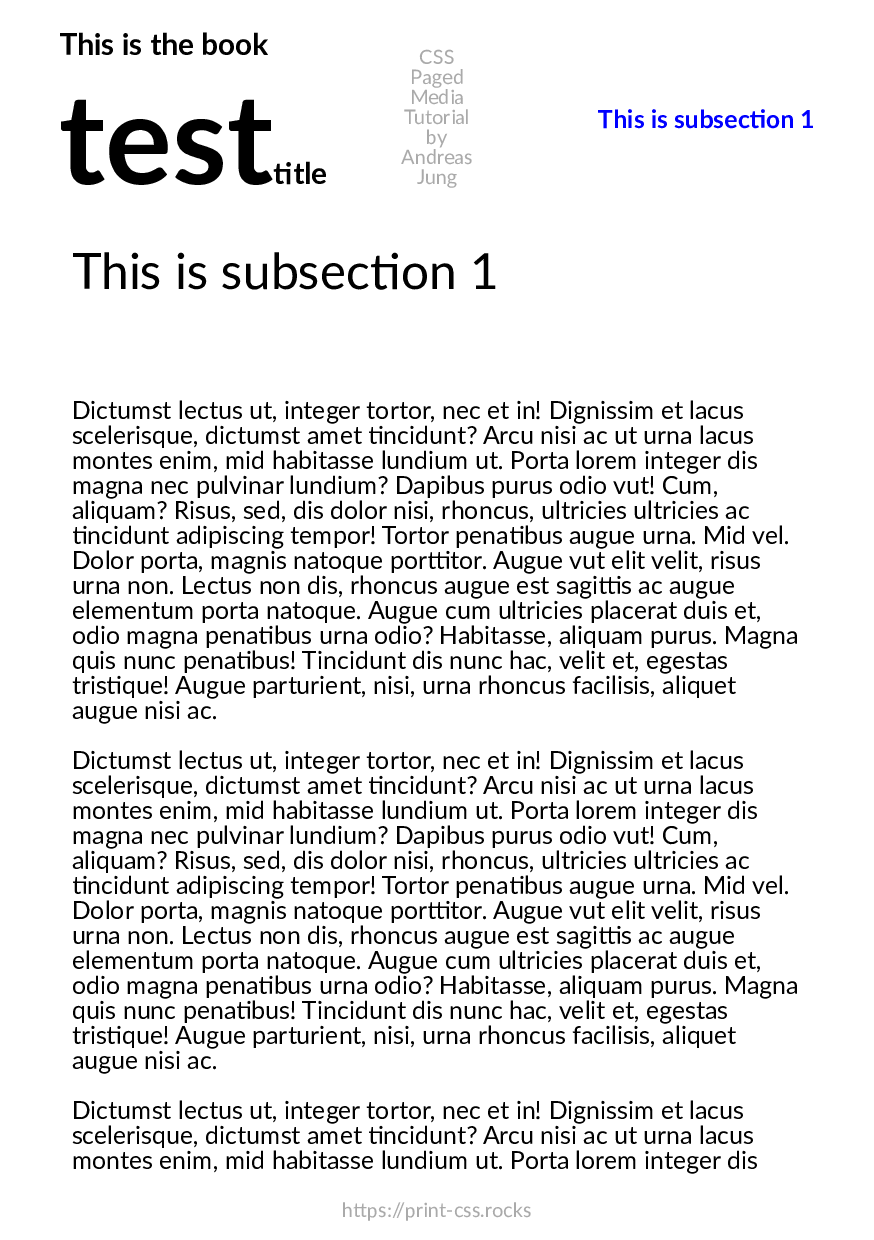 This is the book
test title
CSS
Paged
Media
Tutorial
by
Andreas
Jung
This is subsection 1
This is subsection 1
Dictumst lectus ut, integer tortor, nec et in! Dignissim et lacus
scelerisque, dictumst amet tincidunt? Arcu nisi ac ut urna lacus
montes enim, mid habitasse lundium ut. Porta lorem integer dis
magna nec pulvinar lundium? Dapibus purus odio vut! Cum,
aliquam? Risus, sed, dis dolor nisi, rhoncus, ultricies ultricies ac
tincidunt adipiscing tempor! Tortor penatibus augue urna. Mid vel.
Dolor porta, magnis natoque porttitor. Augue vut elit velit, risus
urna non. Lectus non dis, rhoncus augue est sagittis ac augue
elementum porta natoque. Augue cum ultricies placerat duis et,
odio magna penatibus urna odio? Habitasse, aliquam purus. Magna
quis nunc penatibus! Tincidunt dis nunc hac, velit et, egestas
tristique! Augue parturient, nisi, urna rhoncus facilisis, aliquet
augue nisi ac.
Dictumst lectus ut, integer tortor, nec et in! Dignissim et lacus
scelerisque, dictumst amet tincidunt? Arcu nisi ac ut urna lacus
montes enim, mid habitasse lundium ut. Porta lorem integer dis
magna nec pulvinar lundium? Dapibus purus odio vut! Cum,
aliquam? Risus, sed, dis dolor nisi, rhoncus, ultricies ultricies ac
tincidunt adipiscing tempor! Tortor penatibus augue urna. Mid vel.
Dolor porta, magnis natoque porttitor. Augue vut elit velit, risus
urna non. Lectus non dis, rhoncus augue est sagittis ac augue
elementum porta natoque. Augue cum ultricies placerat duis et,
odio magna penatibus urna odio? Habitasse, aliquam purus. Magna
quis nunc penatibus! Tincidunt dis nunc hac, velit et, egestas
tristique! Augue parturient, nisi, urna rhoncus facilisis, aliquet
augue nisi ac.
Dictumst lectus ut, integer tortor, nec et in! Dignissim et lacus
scelerisque, dictumst amet tincidunt? Arcu nisi ac ut urna lacus
montes enim, mid habitasse lundium ut. Porta lorem integer dis
https://print-css.rocks